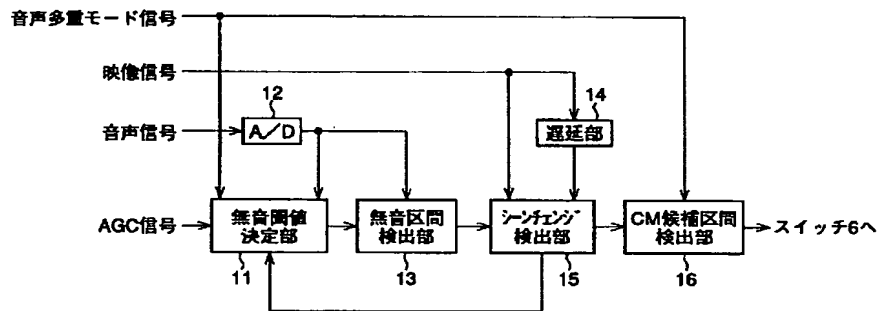 音声多重モード信号
映像信号
12
14
音声信号
A/D
遅延部
AGC信号
無音閾値
決定部
無音区間
検出部
シーンチェンジ
検出部
CM候補区間
検出部
スイッチ6へ
11
13
15
16